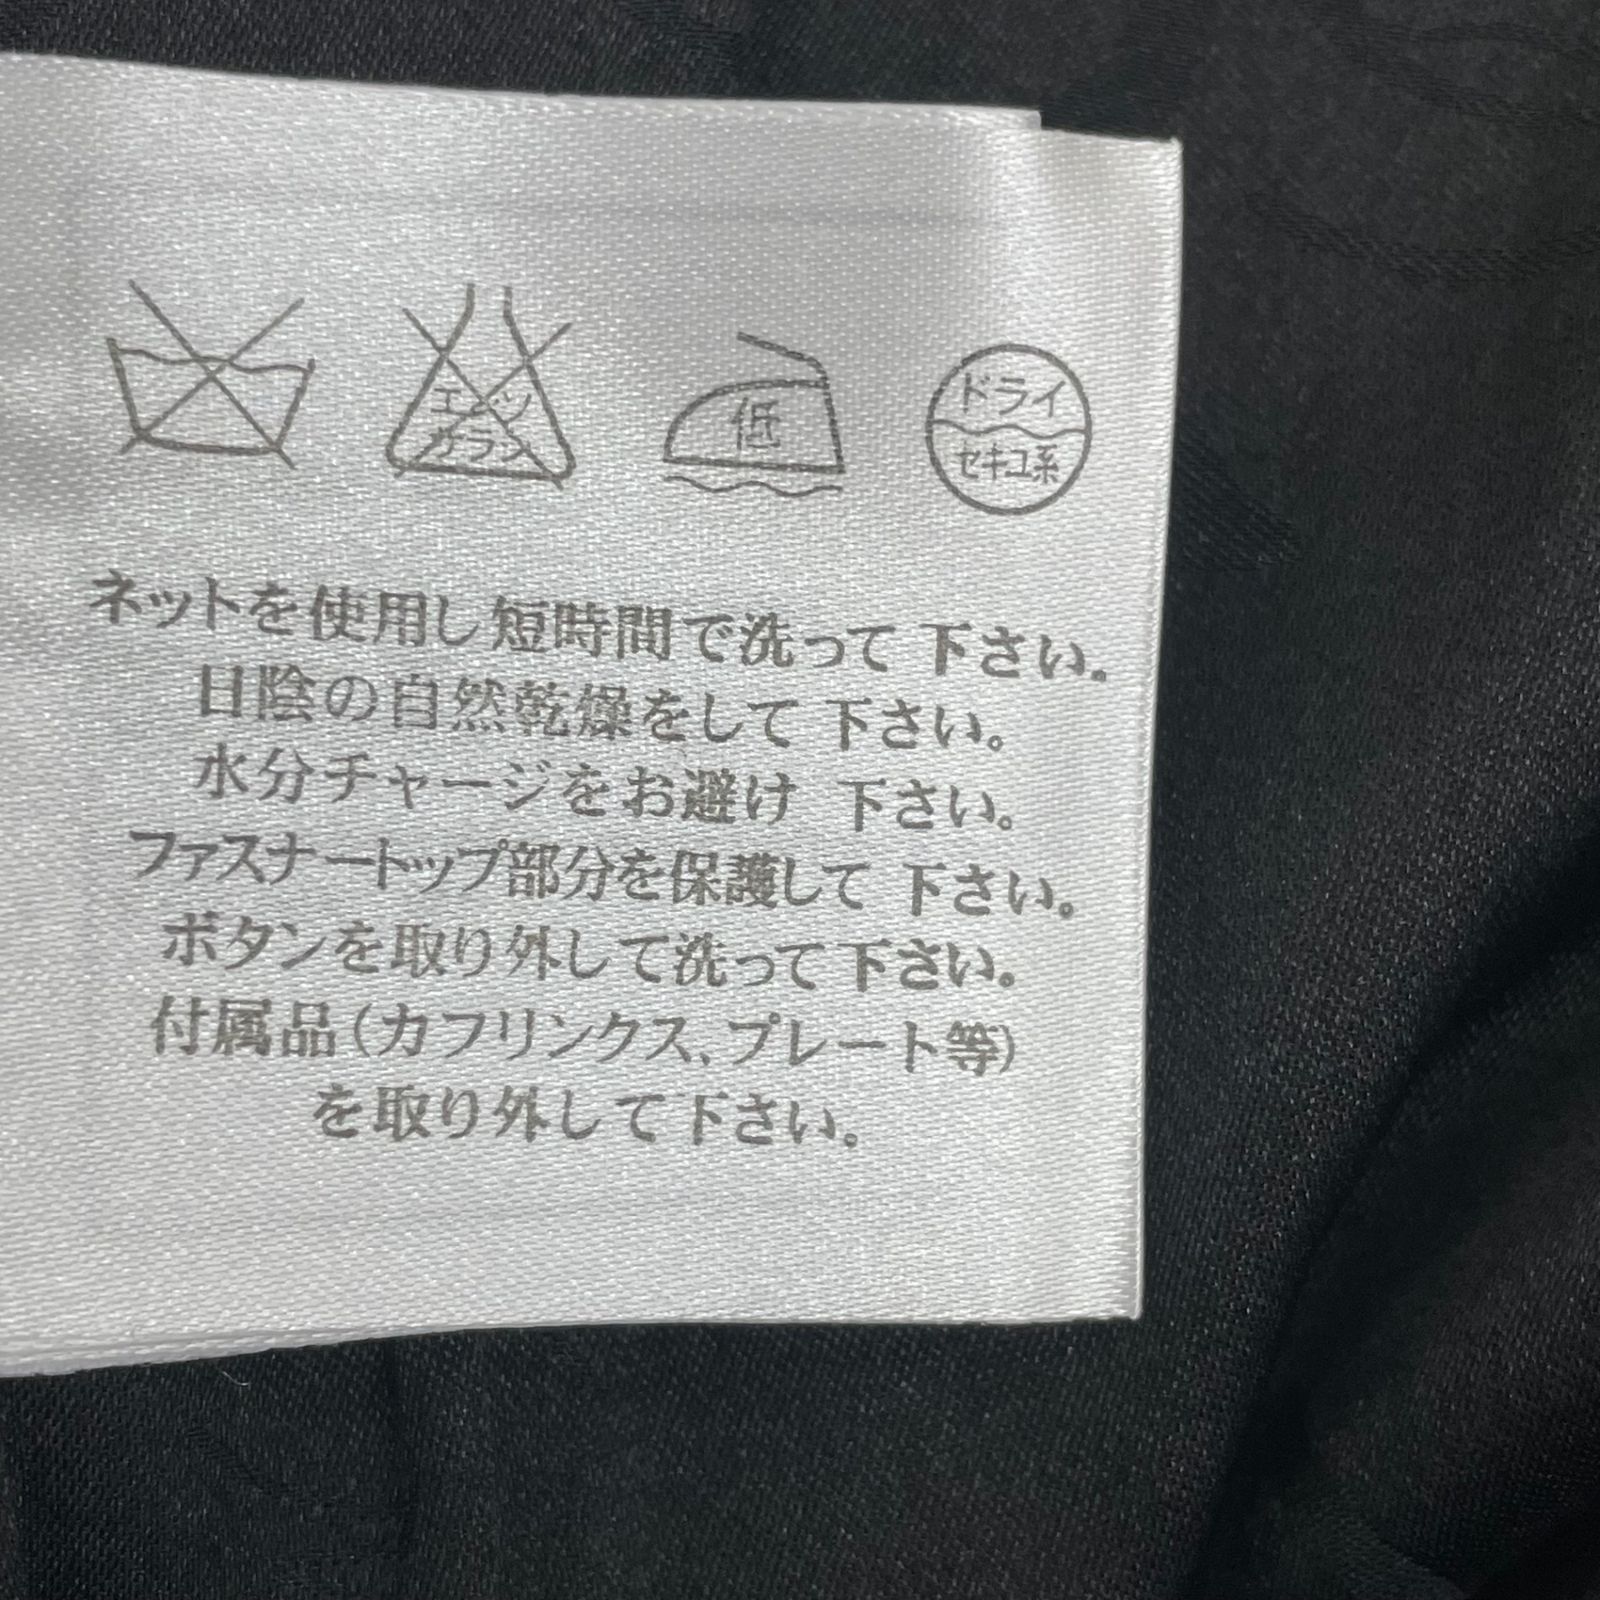 エンソ
サラシ
低
ドライ
セキユ系
ネットを使用し短時間で洗って下さい。
日陰の自然乾燥をして下さい。
水分チャージをお避け下さい。
ファスナートップ部分を保護して下さい。
ボタンを取り外して洗って下さい。
付属品(カフリンクス、プレート等)
を取り外して下さい。